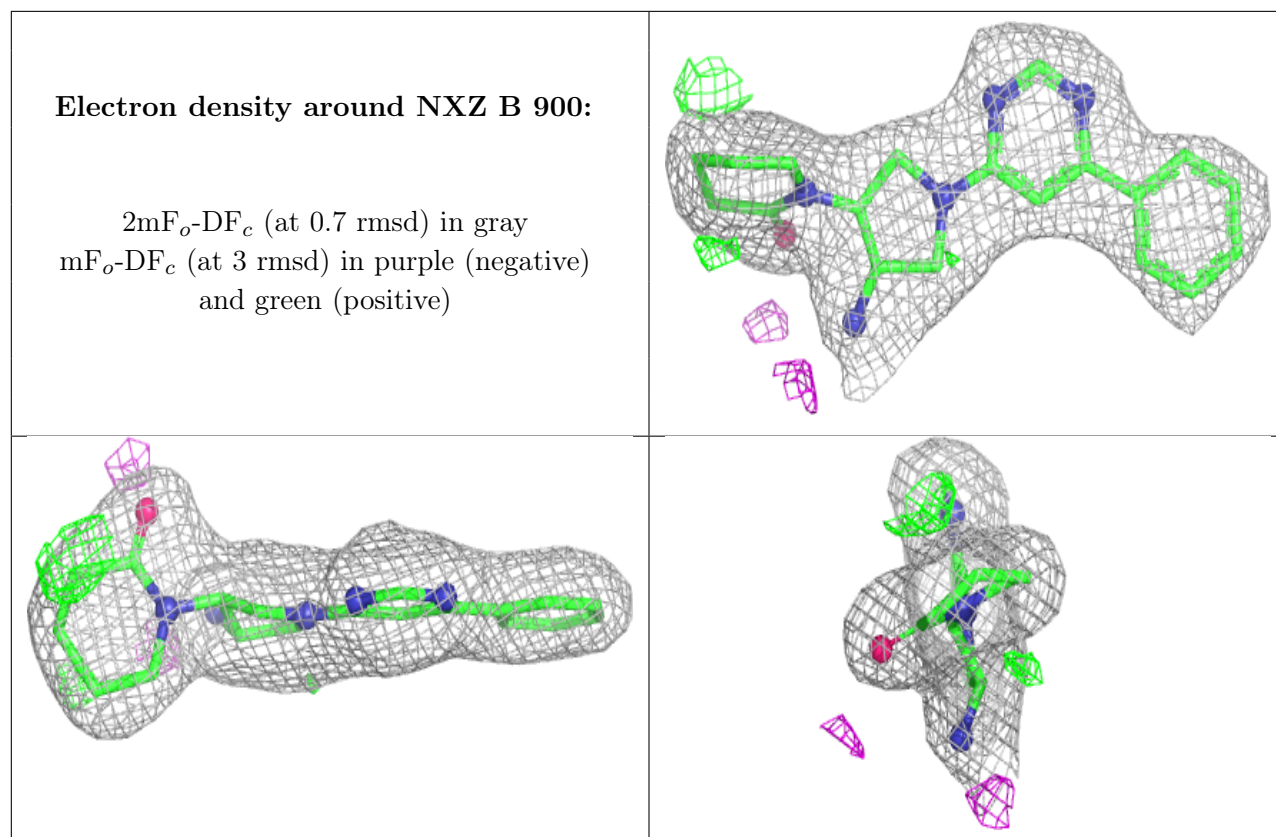 Electron density around NXZ B 900:
2mFo-DFc (at 0.7 rmsd) in gray
mFo-DFc (at 3 rmsd) in purple (negative)
and green (positive)